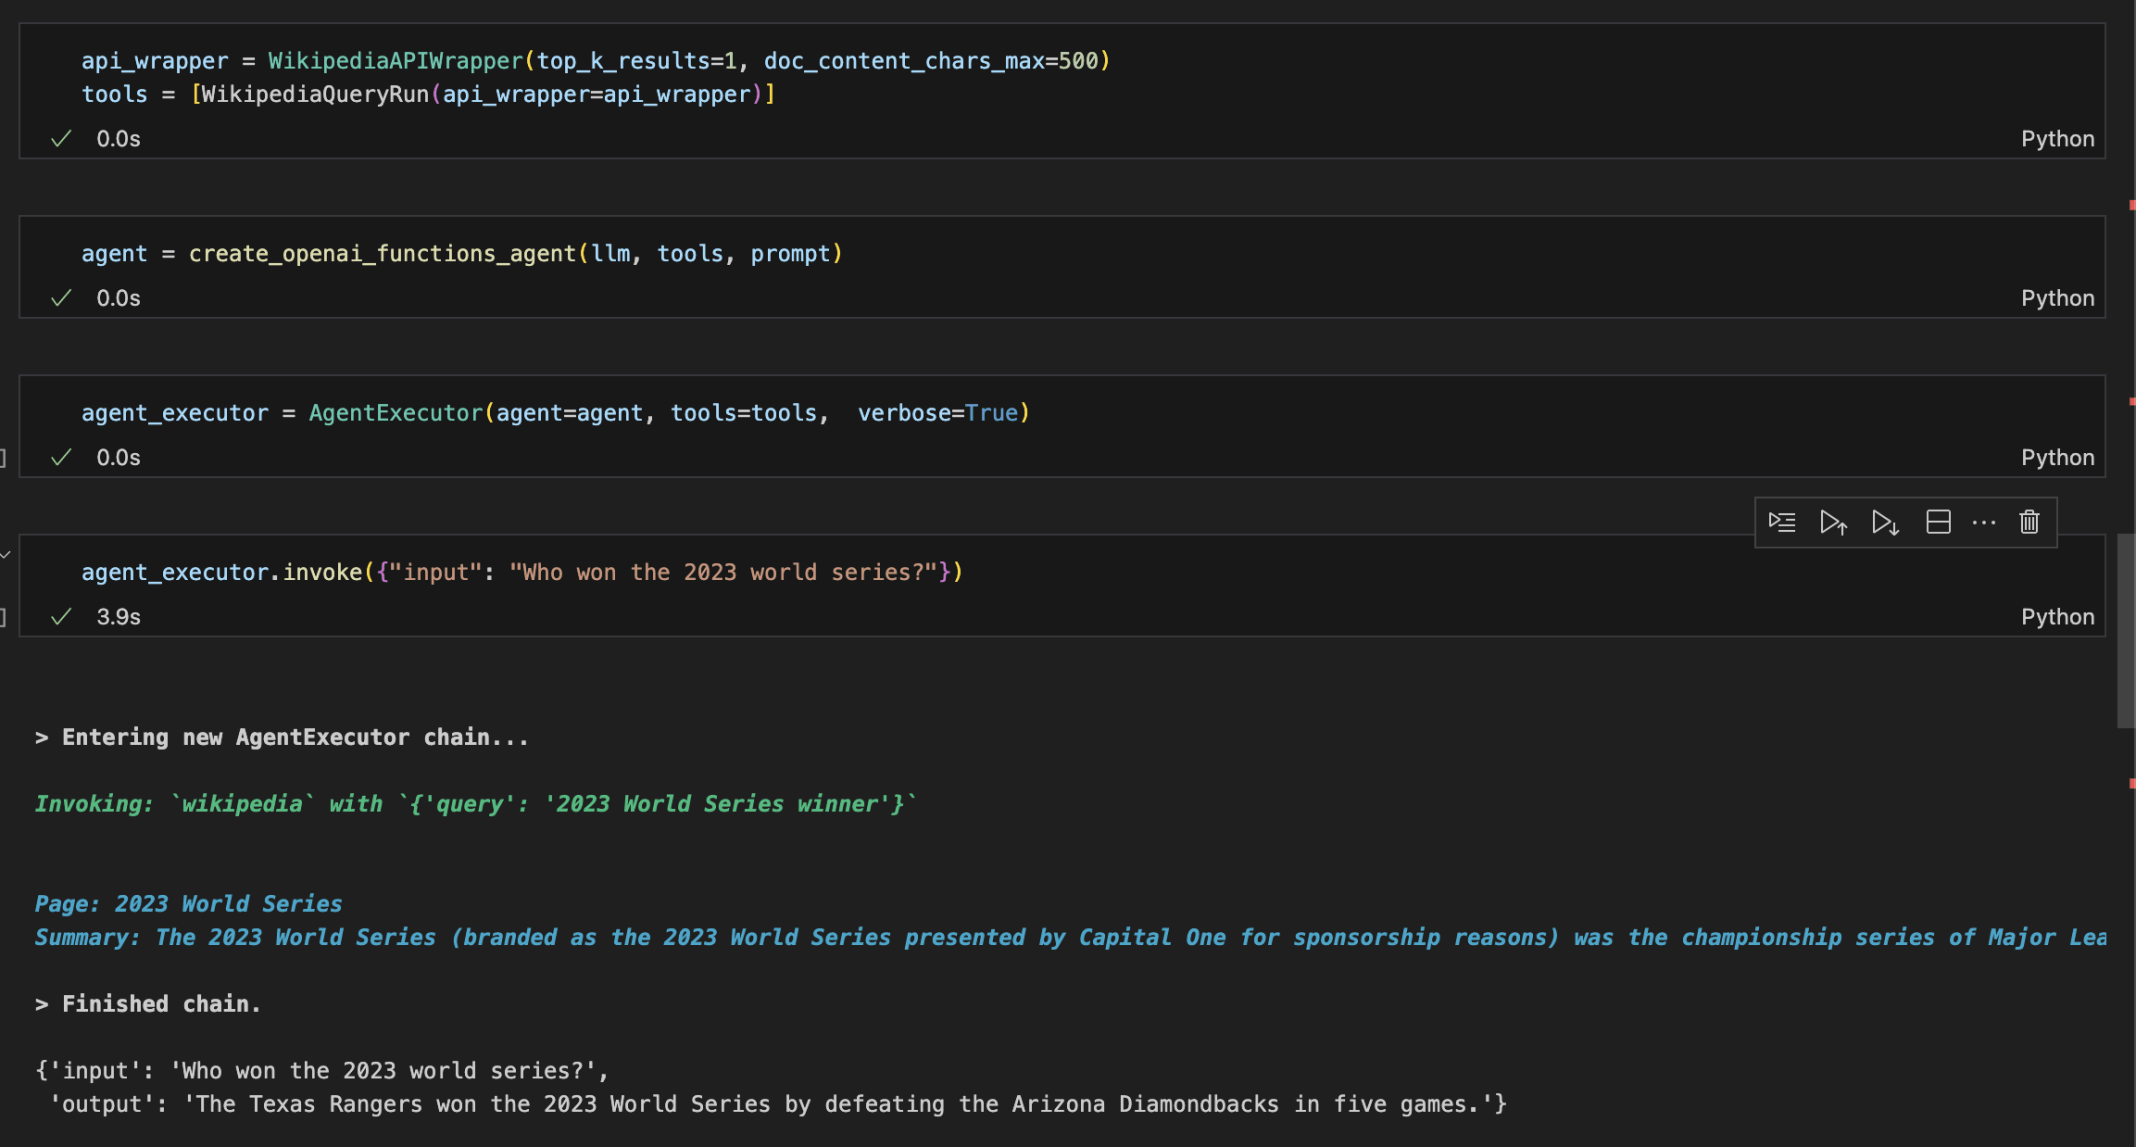 api_wrapper = WikipediaAPIWrapper(top_k_results=1, doc_content_chars_max=500)
tools = [WikipediaQueryRun(api_wrapper=api_wrapper)]
0.0s
Python
agent = create_openai_functions_agent(llm, tools, prompt)
0.0s
Python
agent_executor = AgentExecutor(agent=agent, tools=tools,  verbose=True)
]
0.0s
Python
agent_executor.invoke({"input": "Who won the 2023 world series?"})
]
3.9s
Python
> Entering new AgentExecutor chain...
Invoking: `wikipedia` with `{'query': '2023 World Series winner'}`
Page: 2023 World Series
Summary: The 2023 World Series (branded as the 2023 World Series presented by Capital One for sponsorship reasons) was the championship series of Major Lea
> Finished chain.
{'input': 'Who won the 2023 world series?',
 'output': 'The Texas Rangers won the 2023 World Series by defeating the Arizona Diamondbacks in five games.'}